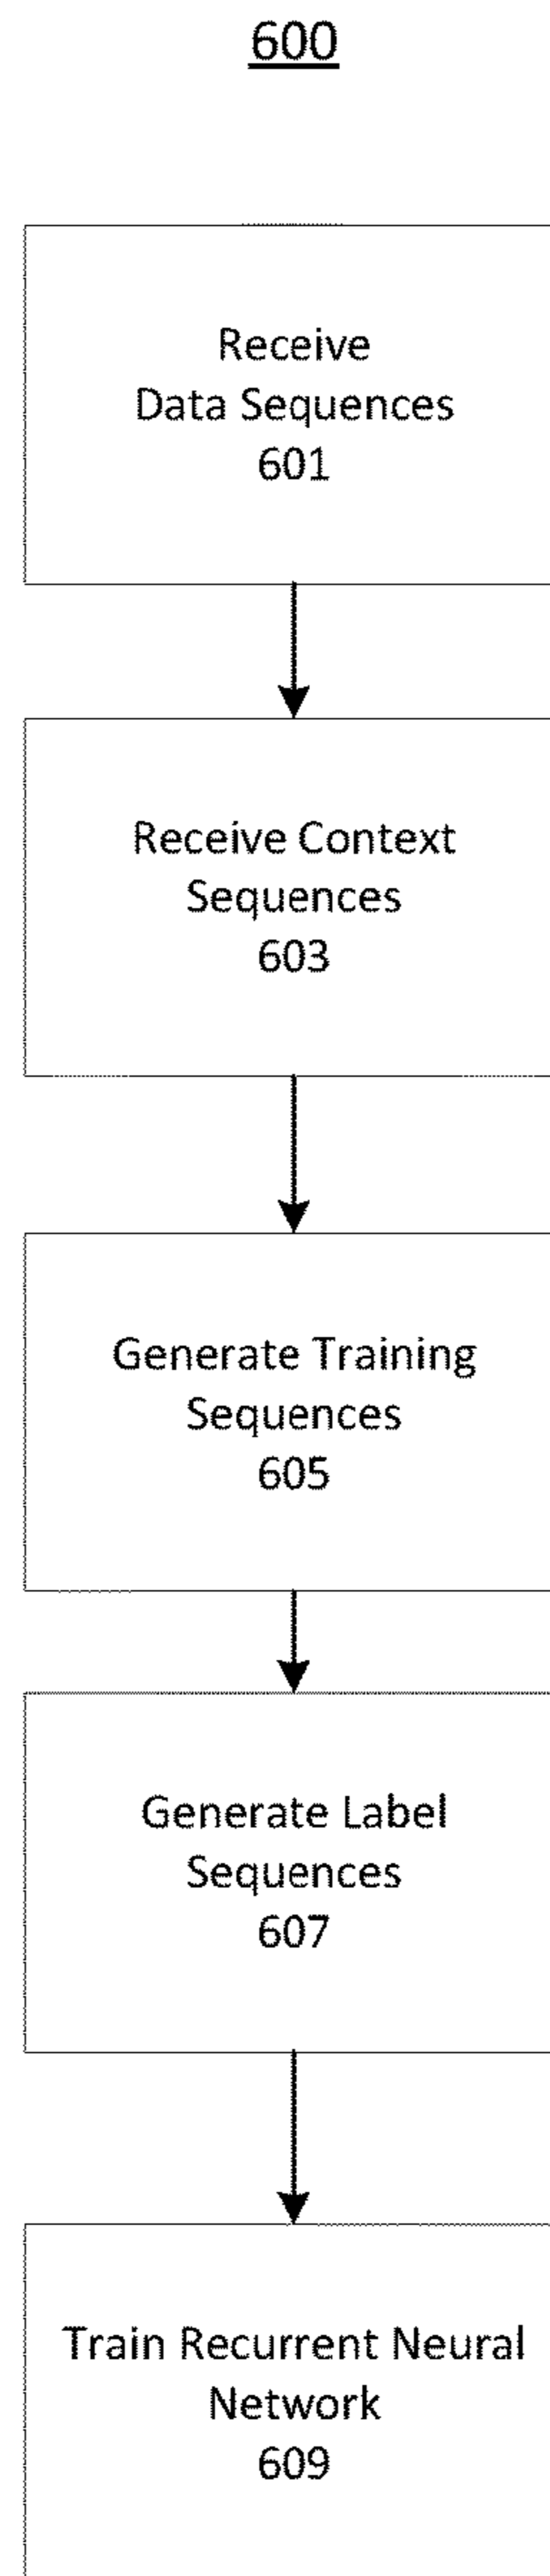 600
Receive
Data Sequences
601
Receive Context
Sequences
603
Generate Training
Sequences
605
Generate Label
Sequences
607
Train Recurrent Neural
Network
609